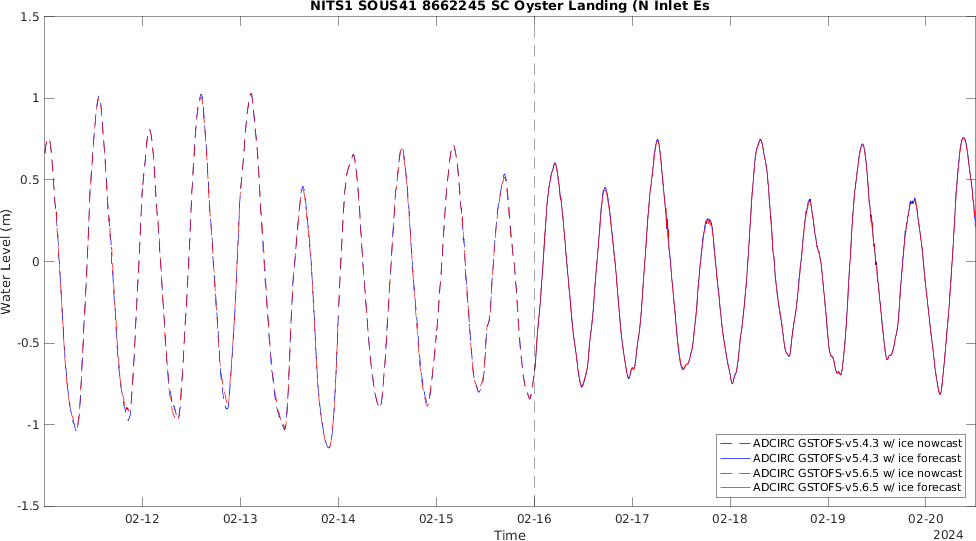 NITS1 SOUS41 8662245 SC Oyster Landing (N Inlet Es
1.5
1
0.5
0
-0.5
-1
-1.5
Water Level (m)
02-12
02-13
02-14
02-15
02-16
02-17
02-18
02-19
02-20
Time
2024
ADCIRC GSTOFS-v5.4.3 w/ ice nowcast
ADCIRC GSTOFS-v5.4.3 w/ ice forecast
ADCIRC GSTOFS-v5.6.5 w/ ice nowcast
ADCIRC GSTOFS-v5.6.5 w/ ice forecast